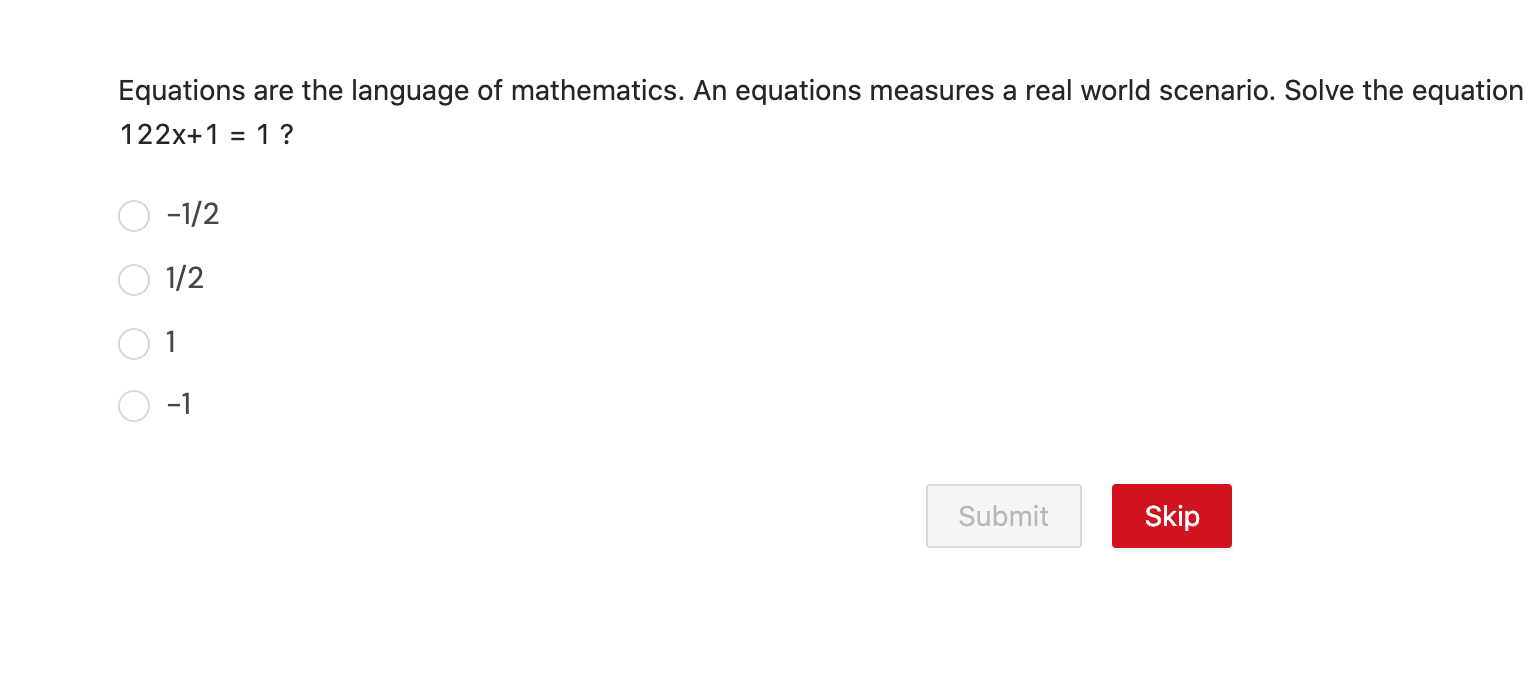 Equations are the language of mathematics. An equations measures a real world scenario. Solve the equation
122x+1 = 1 ?
-1/2
1/2
1
-1
Submit Skip